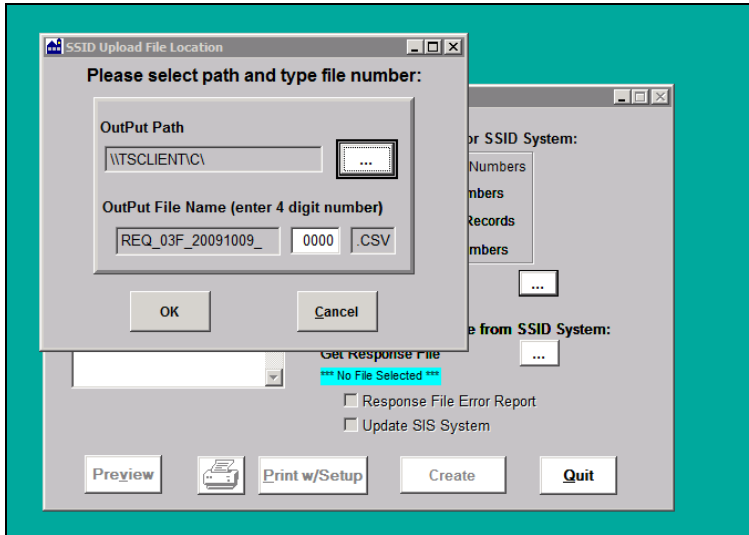 SSID Upload File Location
Please select path and type file number:
OutPut Path
\\TSCLIENT\C\
...
OutPut File Name (enter 4 digit number)
REQ_03F_20091009_ 0000 .CSV
OK Cancel
or SSID System:
Numbers
mbers
Records
mbers
...
e from SSID System:
Get Response File
...
*** No File Selected ***
Response File Error Report
Update SIS System
Preview Print w/Setup Create Quit